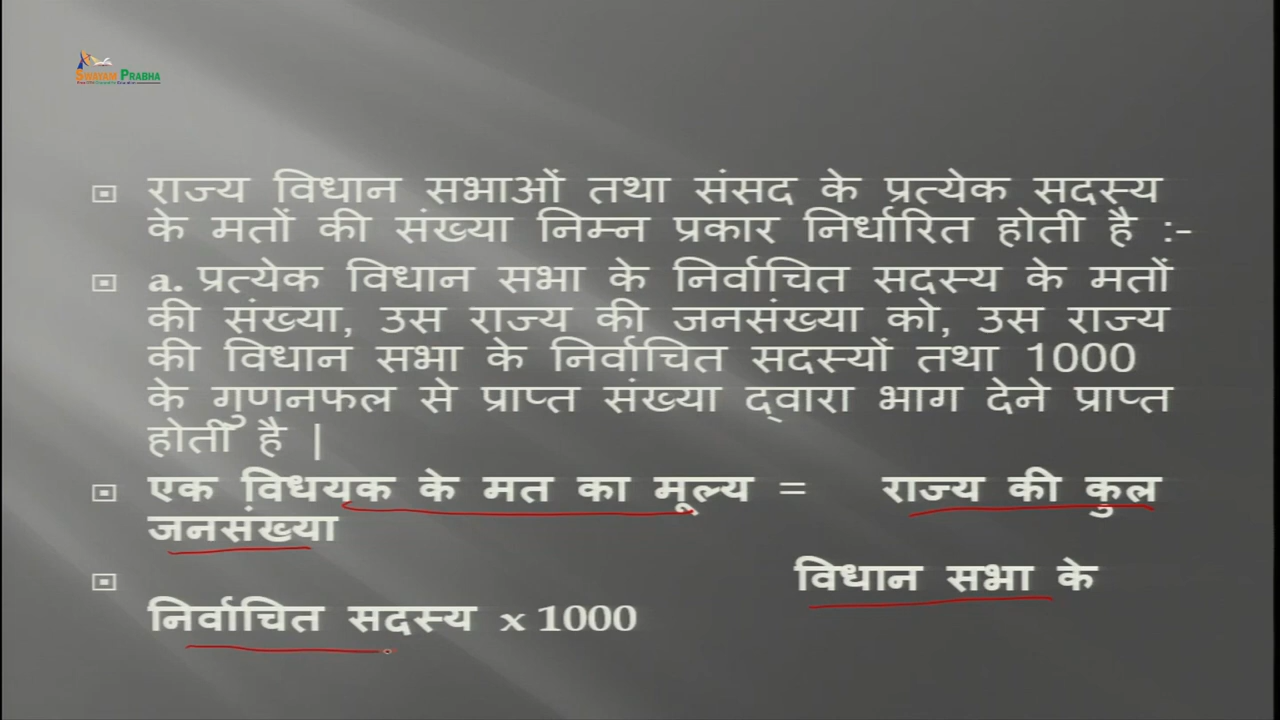 SWAYAM PRABHA
राज्य विधान सभाओं तथा संसद के प्रत्येक सदस्य
के मतों की संख्या निम्न प्रकार निर्धारित होती है :-
a. प्रत्येक विधान सभा के निर्वाचित सदस्य के मतों
की संख्या, उस राज्य की जनसंख्या को, उस राज्य
की विधान सभा के निर्वाचित सदस्यों तथा 1000
के गुणनफल से प्राप्त संख्या द्वारा भाग देने प्राप्त
होती है |
एक विधयक के मत का मूल्य = राज्य की कुल
जनसंख्या
विधान सभा के
निर्वाचित सदस्य x 1000